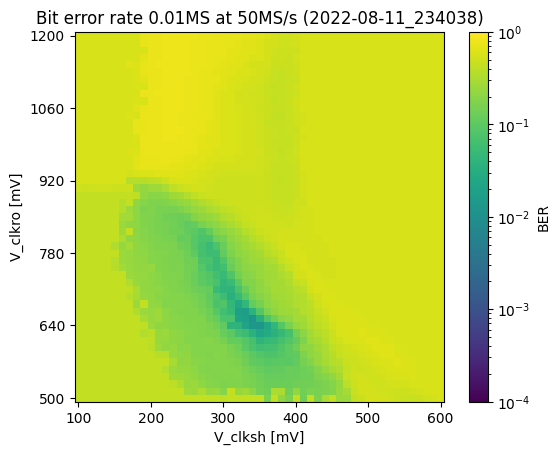 Bit error rate 0.01MS at 50MS/s (2022-08-11_234038)
1200
1060
920
780
640
500
V_clkro [mV]
100 200 300 400 500 600
V_clksh [mV]
10^0
10^-1
10^-2
10^-3
10^-4
BER